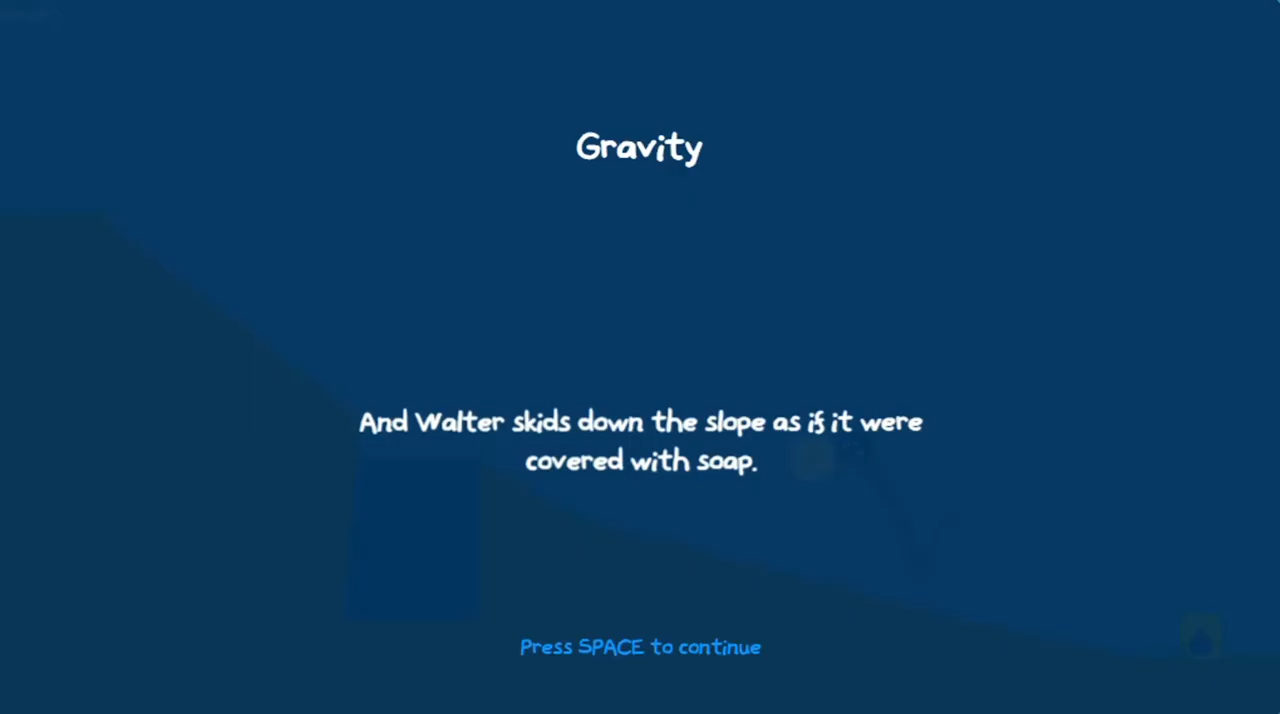 Gravity
And Walter skids down the slope as if it were
covered with soap.
Press SPACE to continue